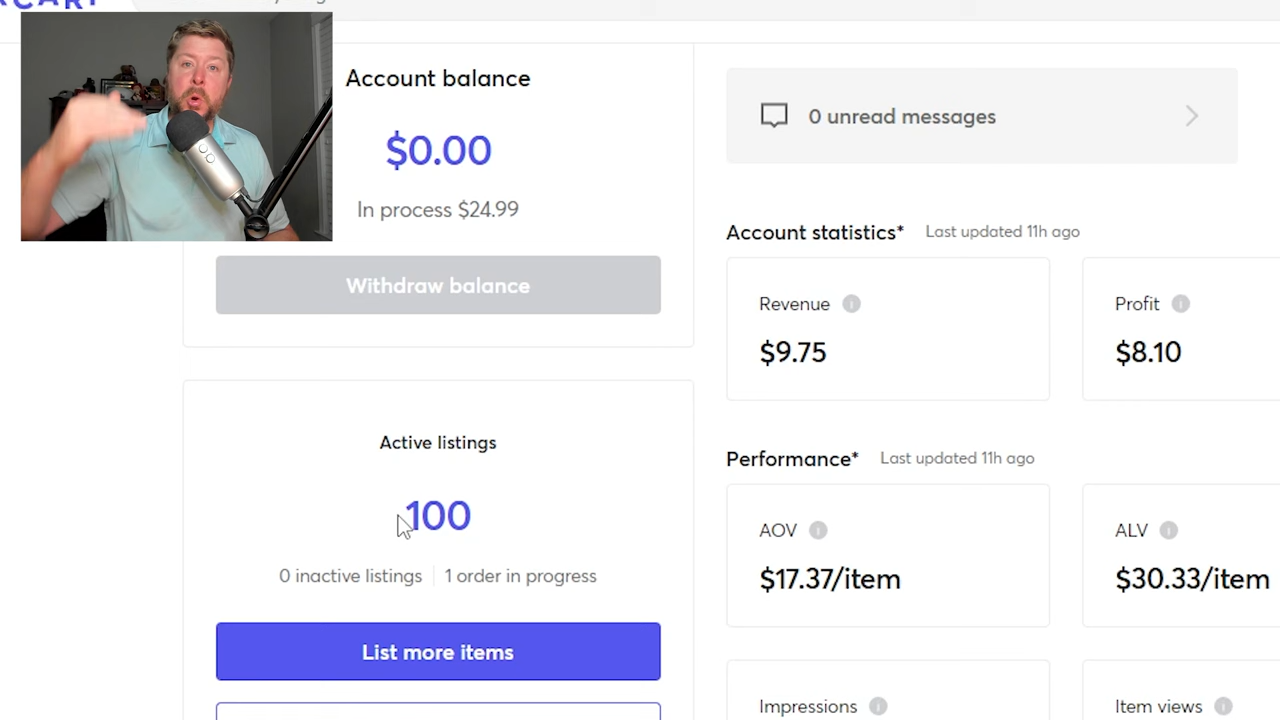 Account balance
$0.00
In process $24.99
Withdraw balance
Active listings
100
0 inactive listings | 1 order in progress
List more items
0 unread messages
Account statistics* Last updated 11h ago
Revenue
$9.75
Profit
$8.10
Performance* Last updated 11h ago
AOV
$17.37/item
ALV
$30.33/item
Impressions
Item views